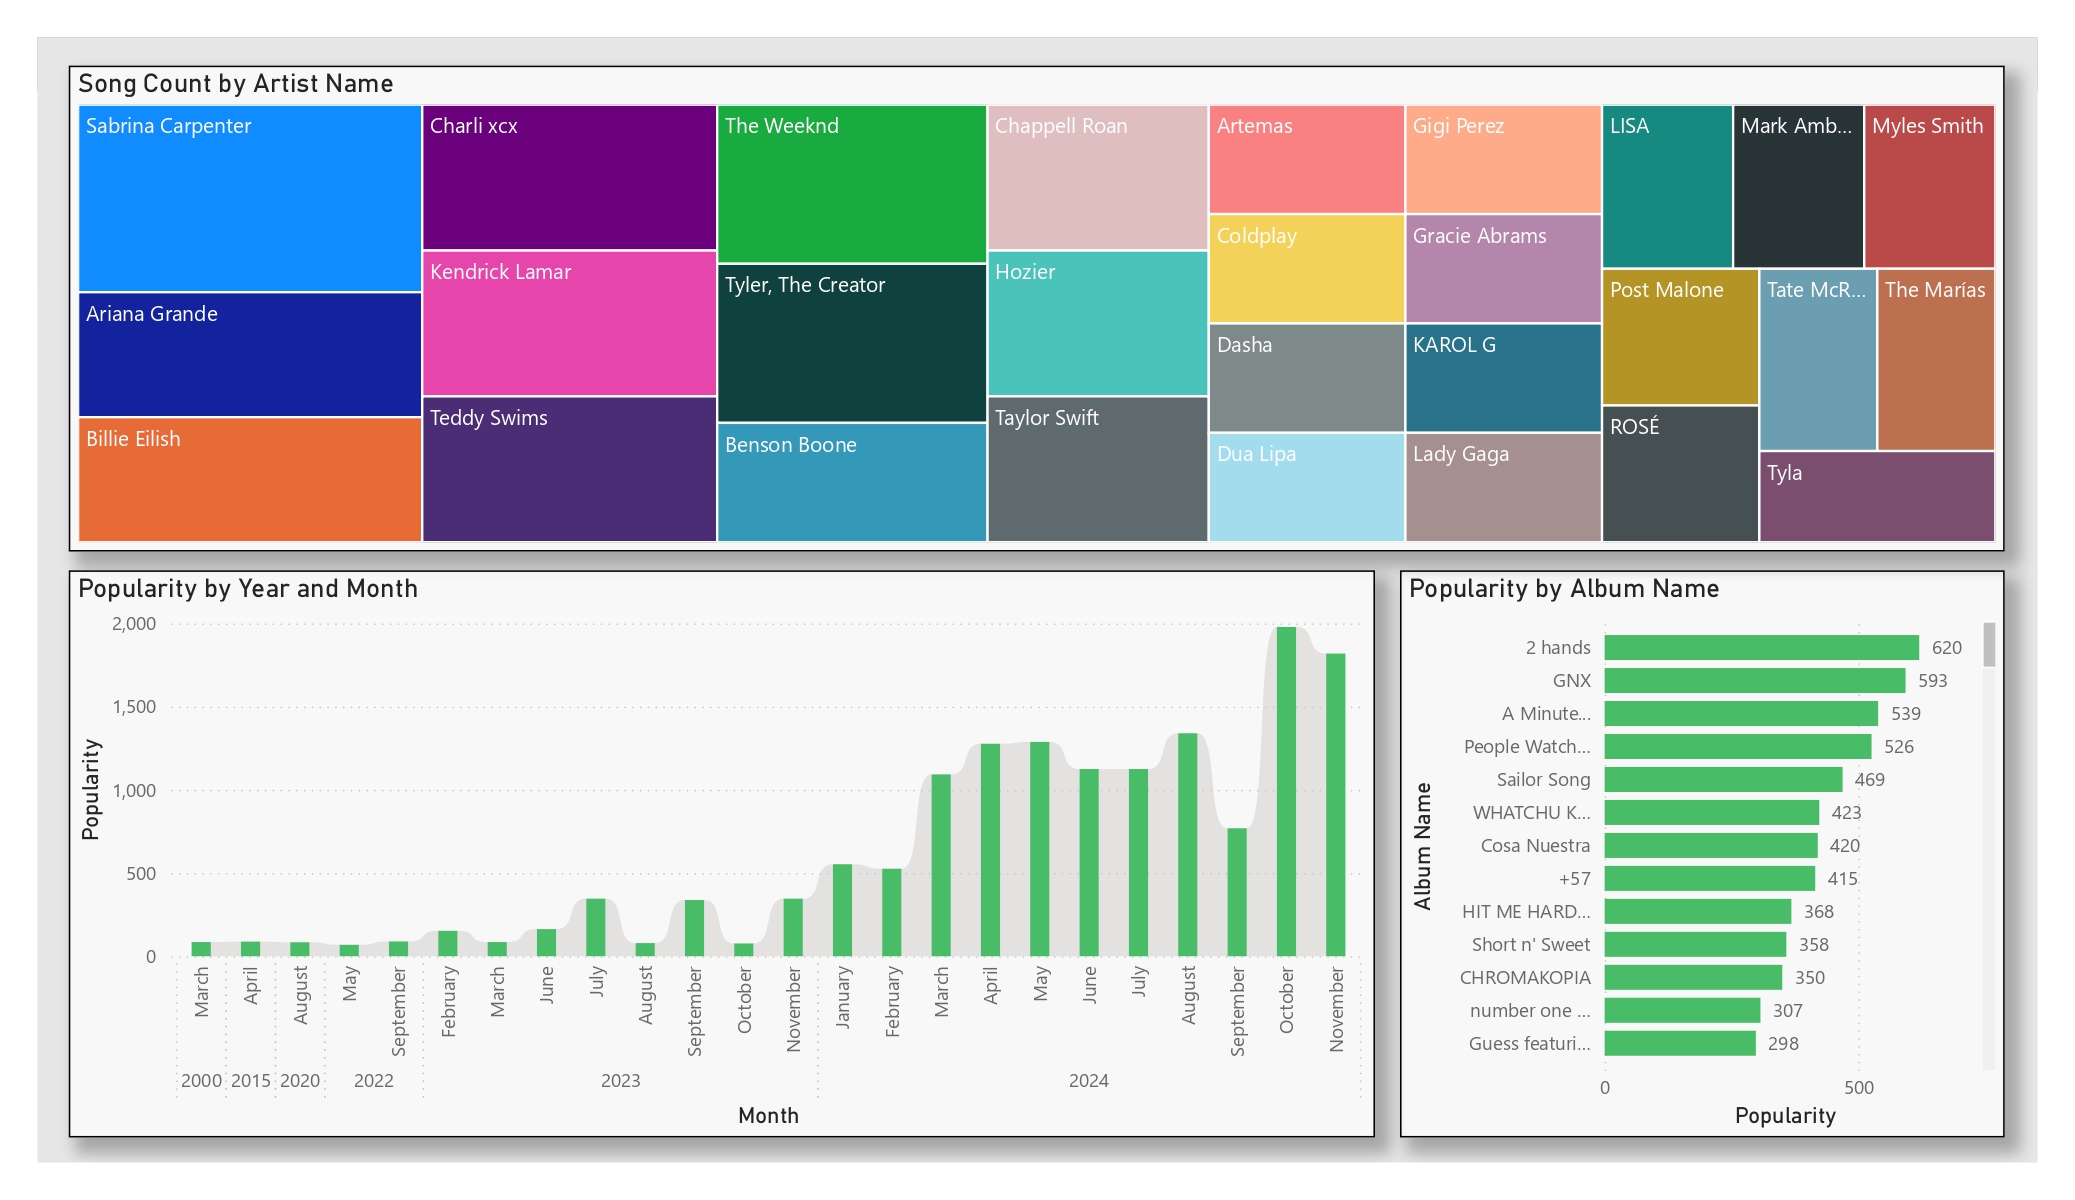 Song Count by Artist Name
Sabrina Carpenter
Ariana Grande
Billie Eilish
Charli xcx
Kendrick Lamar
Teddy Swims
The Weeknd
Tyler, The Creator
Benson Boone
Chappell Roan
Hozier
Taylor Swift
Artemas
Coldplay
Dasha
Dua Lipa
Gigi Perez
Gracie Abrams
KAROL G
Lady Gaga
LISA
Mark Amb...
Myles Smith
Post Malone
ROSÉ
Tate McR...
The Marías
Tyla
Popularity by Year and Month
Popularity
2,000
1,500
1,000
500
0
March
April
August
May
September
February
March
June
July
August
September
October
November
January
February
March
April
May
June
July
August
September
October
November
2000 2015 2020 2022 2023 2024
Month
Popularity by Album Name
Album Name
2 hands 620
GNX 593
A Minute... 539
People Watch... 526
Sailor Song 469
WHATCHU K... 423
Cosa Nuestra 420
+57 415
HIT ME HARD... 368
Short n' Sweet 358
CHROMAKOPIA 350
number one ... 307
Guess featuri... 298
0 500
Popularity